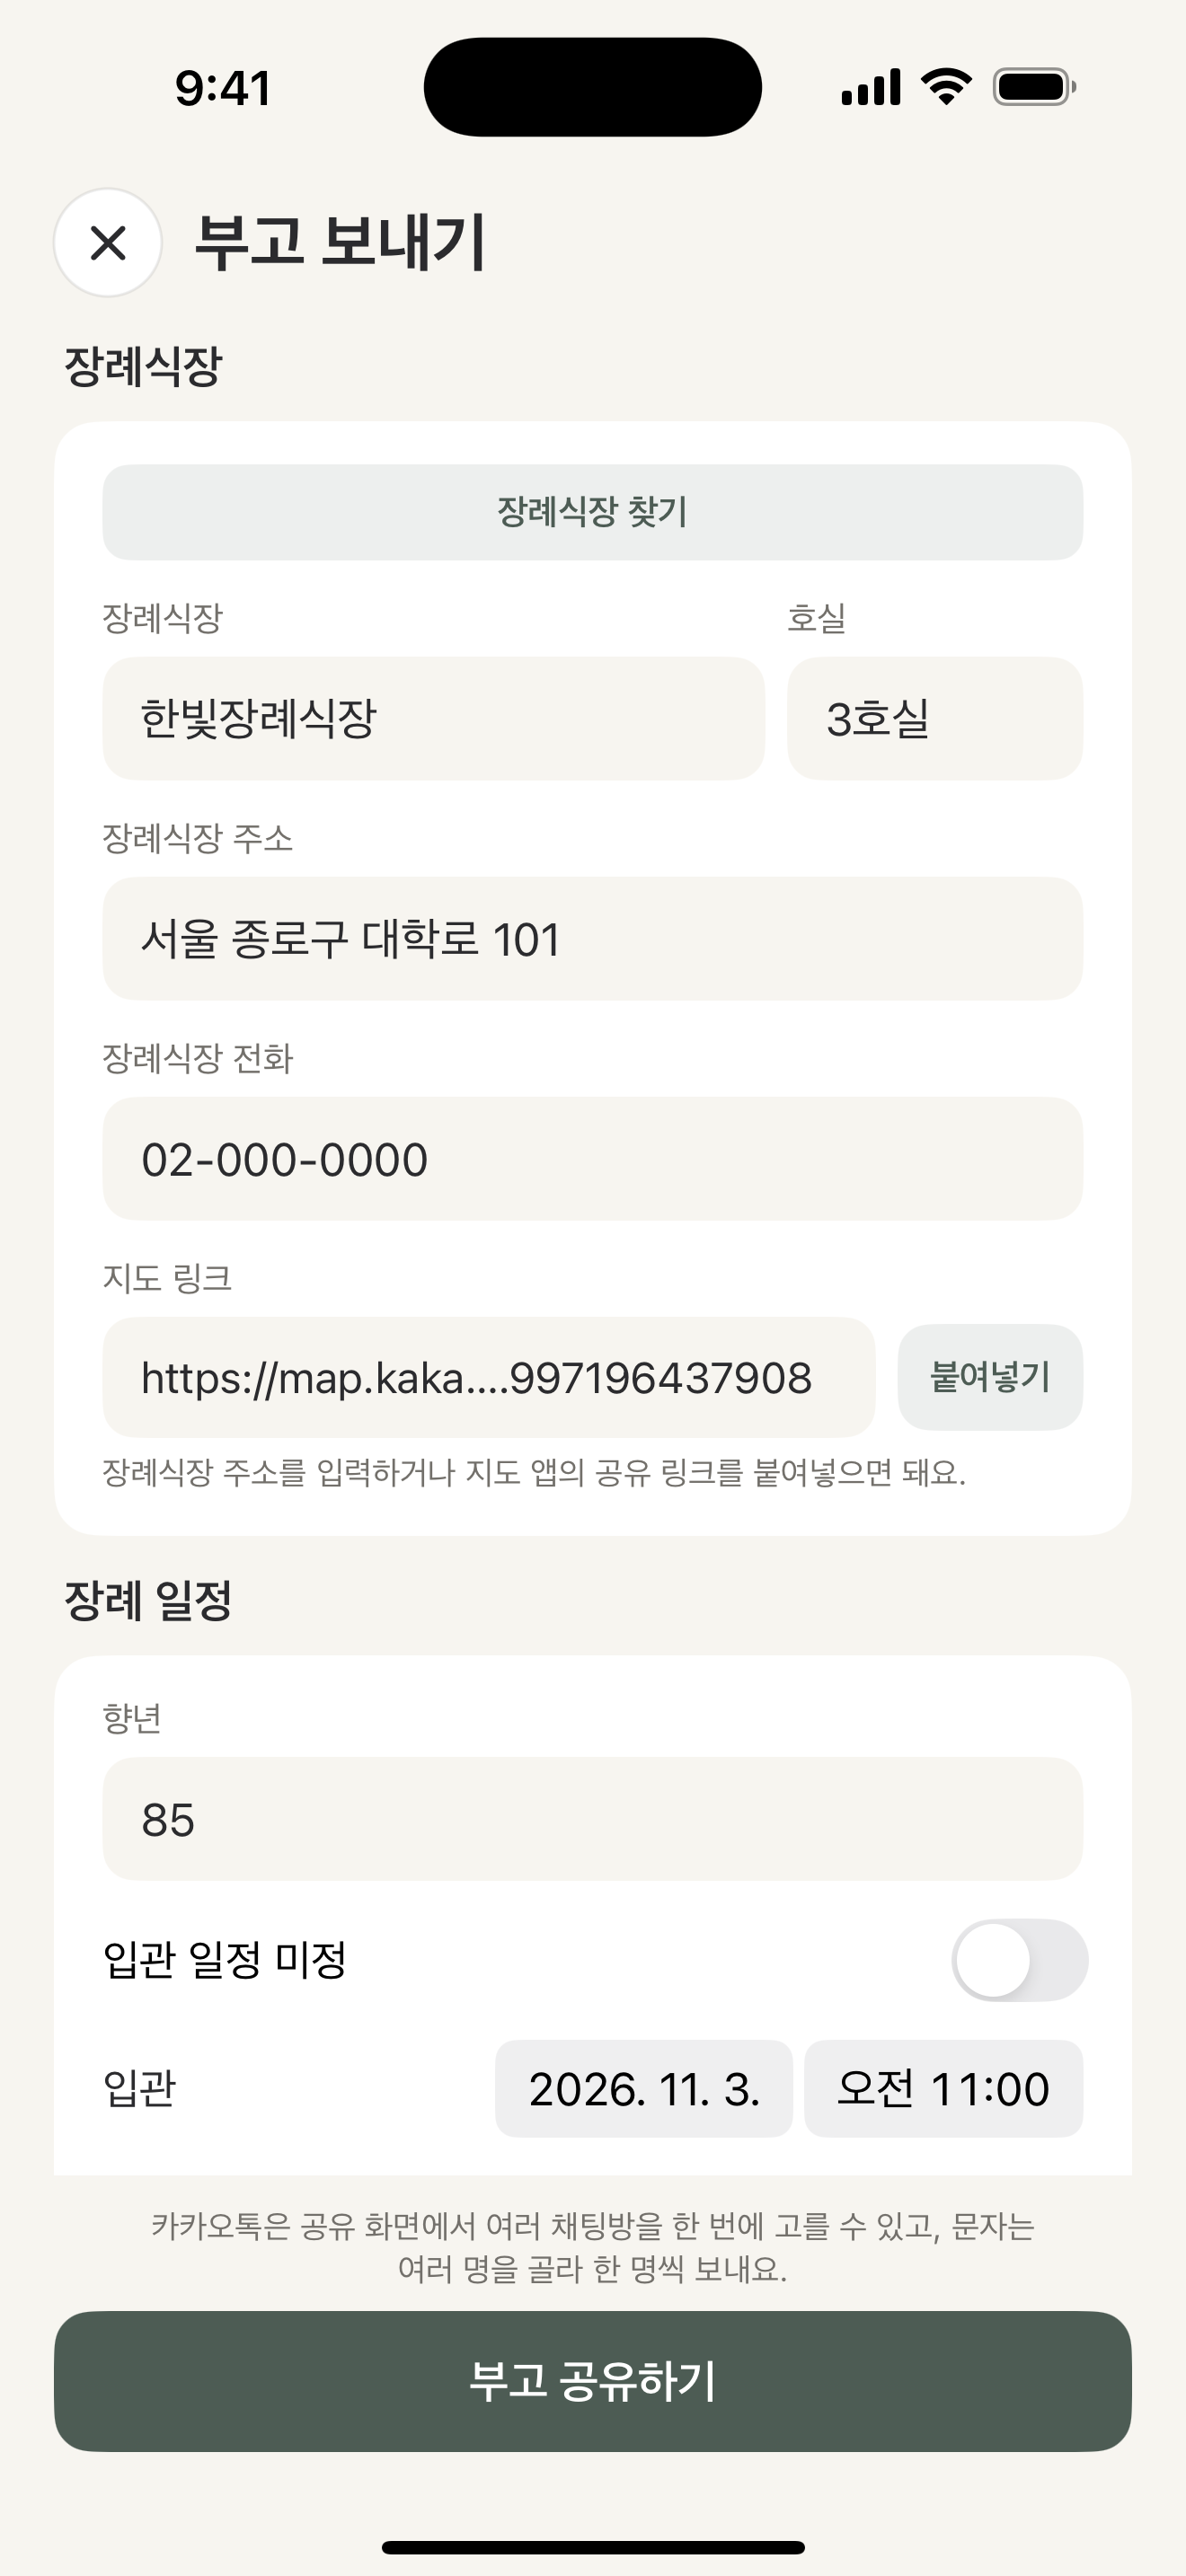 9:41
부고 보내기
장례식장
장례식장 찾기
장례식장 호실
한빛장례식장 3호실
장례식장 주소
서울 종로구 대학로 101
장례식장 전화
02-000-0000
지도 링크
https://map.kaka....997196437908 붙여넣기
장례식장 주소를 입력하거나 지도 앱의 공유 링크를 붙여넣으면 돼요.
장례 일정
향년
85
입관 일정 미정
입관 2026. 11. 3. 오전 11:00
카카오톡은 공유 화면에서 여러 채팅방을 한 번에 고를 수 있고, 문자는
여러 명을 골라 한 명씩 보내요.
부고 공유하기